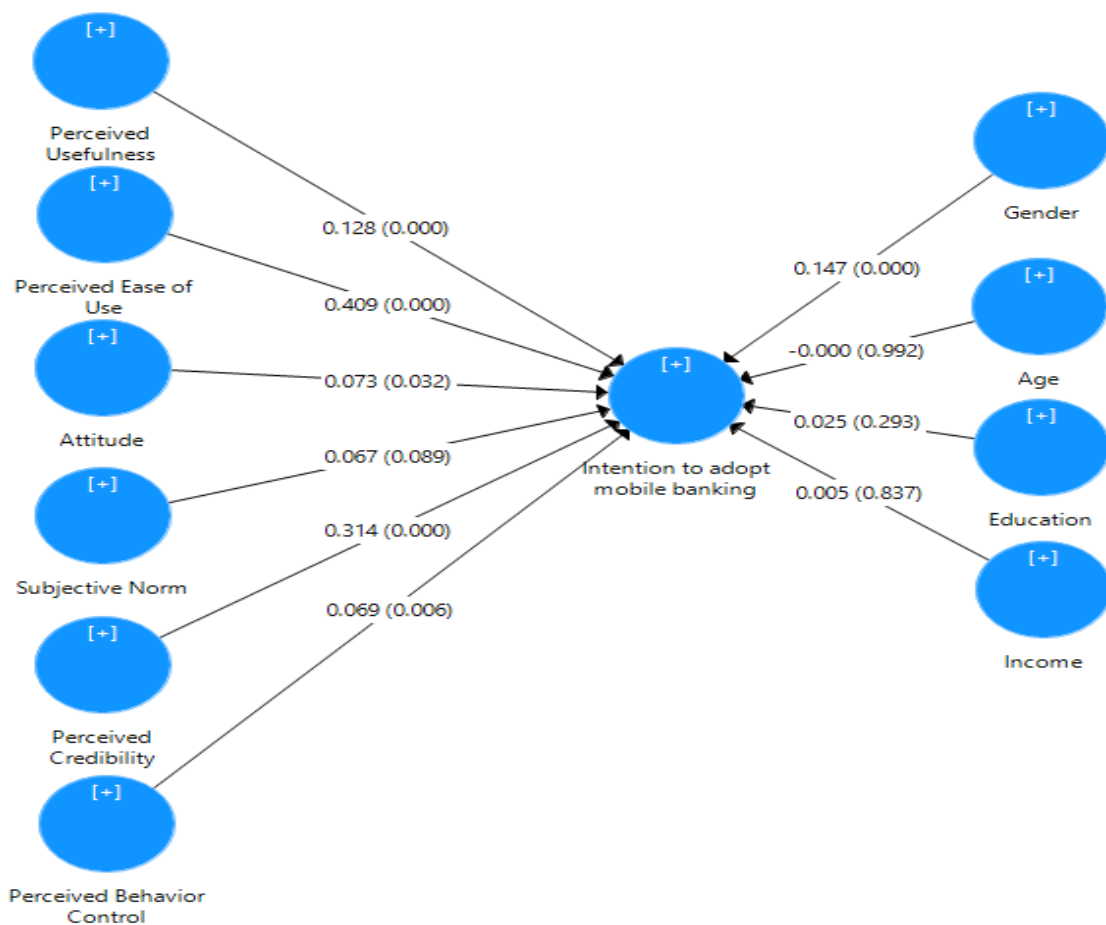 [+]
Perceived
Usefulness
[+]
Perceived Ease of
Use
[+]
Attitude
[+]
Subjective Norm
[+]
Perceived
Credibility
[+]
Perceived Behavior
Control
0.128 (0.000)
0.409 (0.000)
0.073 (0.032)
0.067 (0.089)
0.314 (0.000)
0.069 (0.006)
[+]
Intention to adopt
mobile banking
0.147 (0.000)
-0.000 (0.992)
0.025 (0.293)
0.005 (0.837)
[+]
Gender
[+]
Age
[+]
Education
[+]
Income